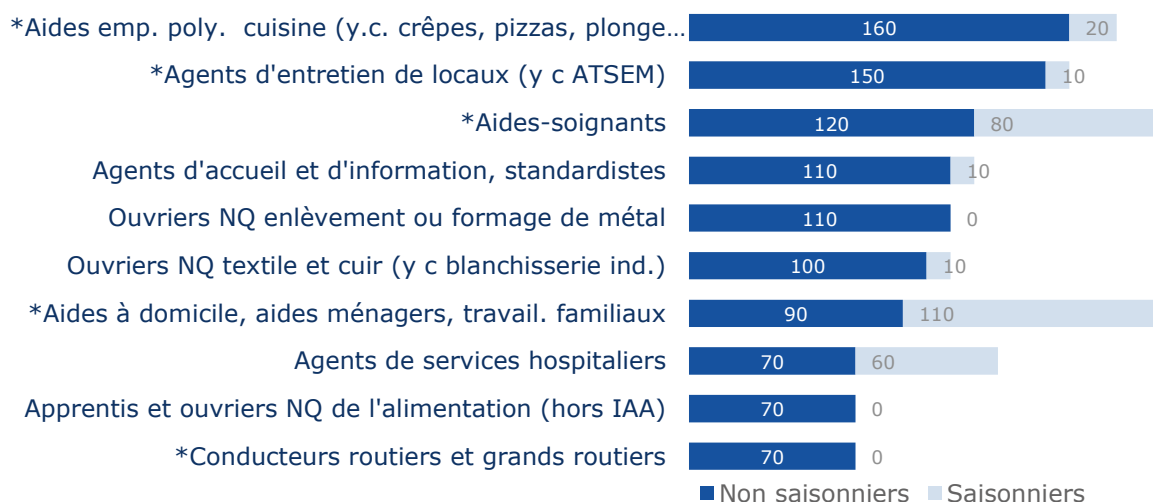 *Aides emp. poly.  cuisine (y.c. crêpes, pizzas, plonge… 160 20
*Agents d'entretien de locaux (y c ATSEM) 150 10
*Aides-soignants 120 80
Agents d'accueil et d'information, standardistes 110 10
Ouvriers NQ enlèvement ou formage de métal 110 0
Ouvriers NQ textile et cuir (y c blanchisserie ind.) 100 10
*Aides à domicile, aides ménagers, travail. familiaux 90 110
Agents de services hospitaliers 70 60
Apprentis et ouvriers NQ de l'alimentation (hors IAA) 70 0
*Conducteurs routiers et grands routiers 70 0
Non saisonniers Saisonniers